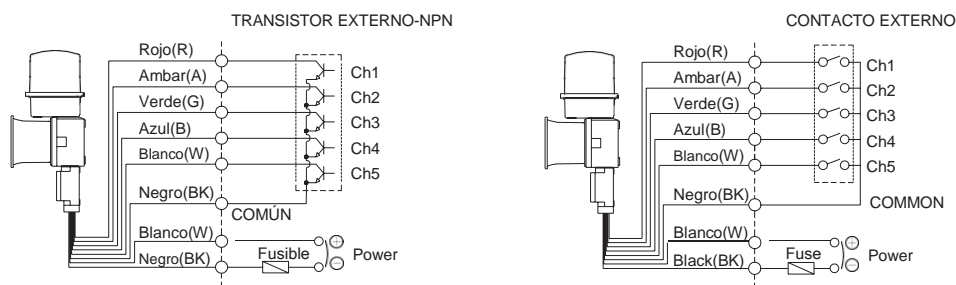 TRANSISTOR EXTERNO-NPN
Rojo(R)
Ch1
Ambar(A)
Ch2
Verde(G)
Ch3
Azul(B)
Ch4
Blanco(W)
Ch5
Negro(BK)
COMÚN
Blanco(W)
Negro(BK)
Fusible
Power
CONTACTO EXTERNO
Rojo(R)
Ch1
Ambar(A)
Ch2
Verde(G)
Ch3
Azul(B)
Ch4
Blanco(W)
Ch5
Negro(BK)
COMMON
Blanco(W)
Black(BK)
Fuse
Power